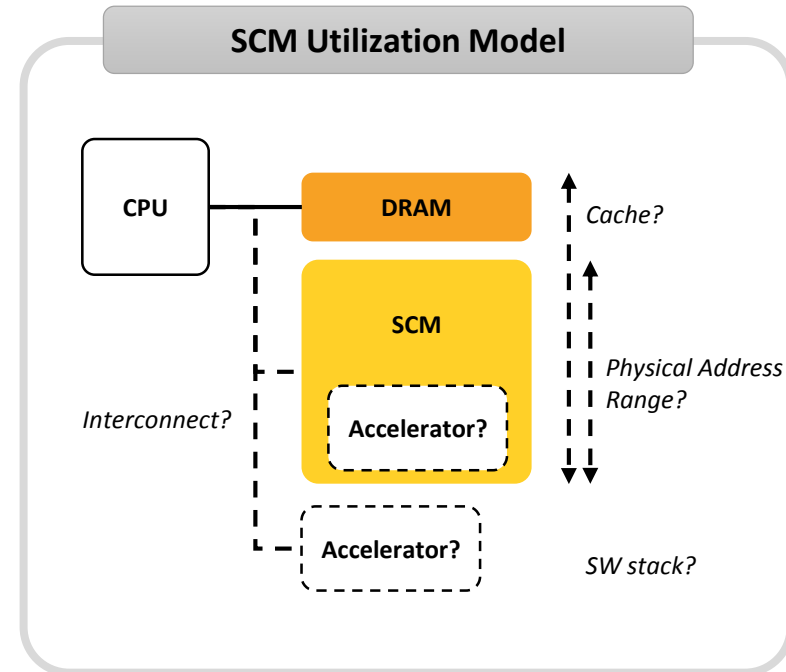 SCM Utilization Model
CPU
DRAM
Cache?
SCM
Physical Address
Range?
Interconnect?
Accelerator?
Accelerator?
SW stack?